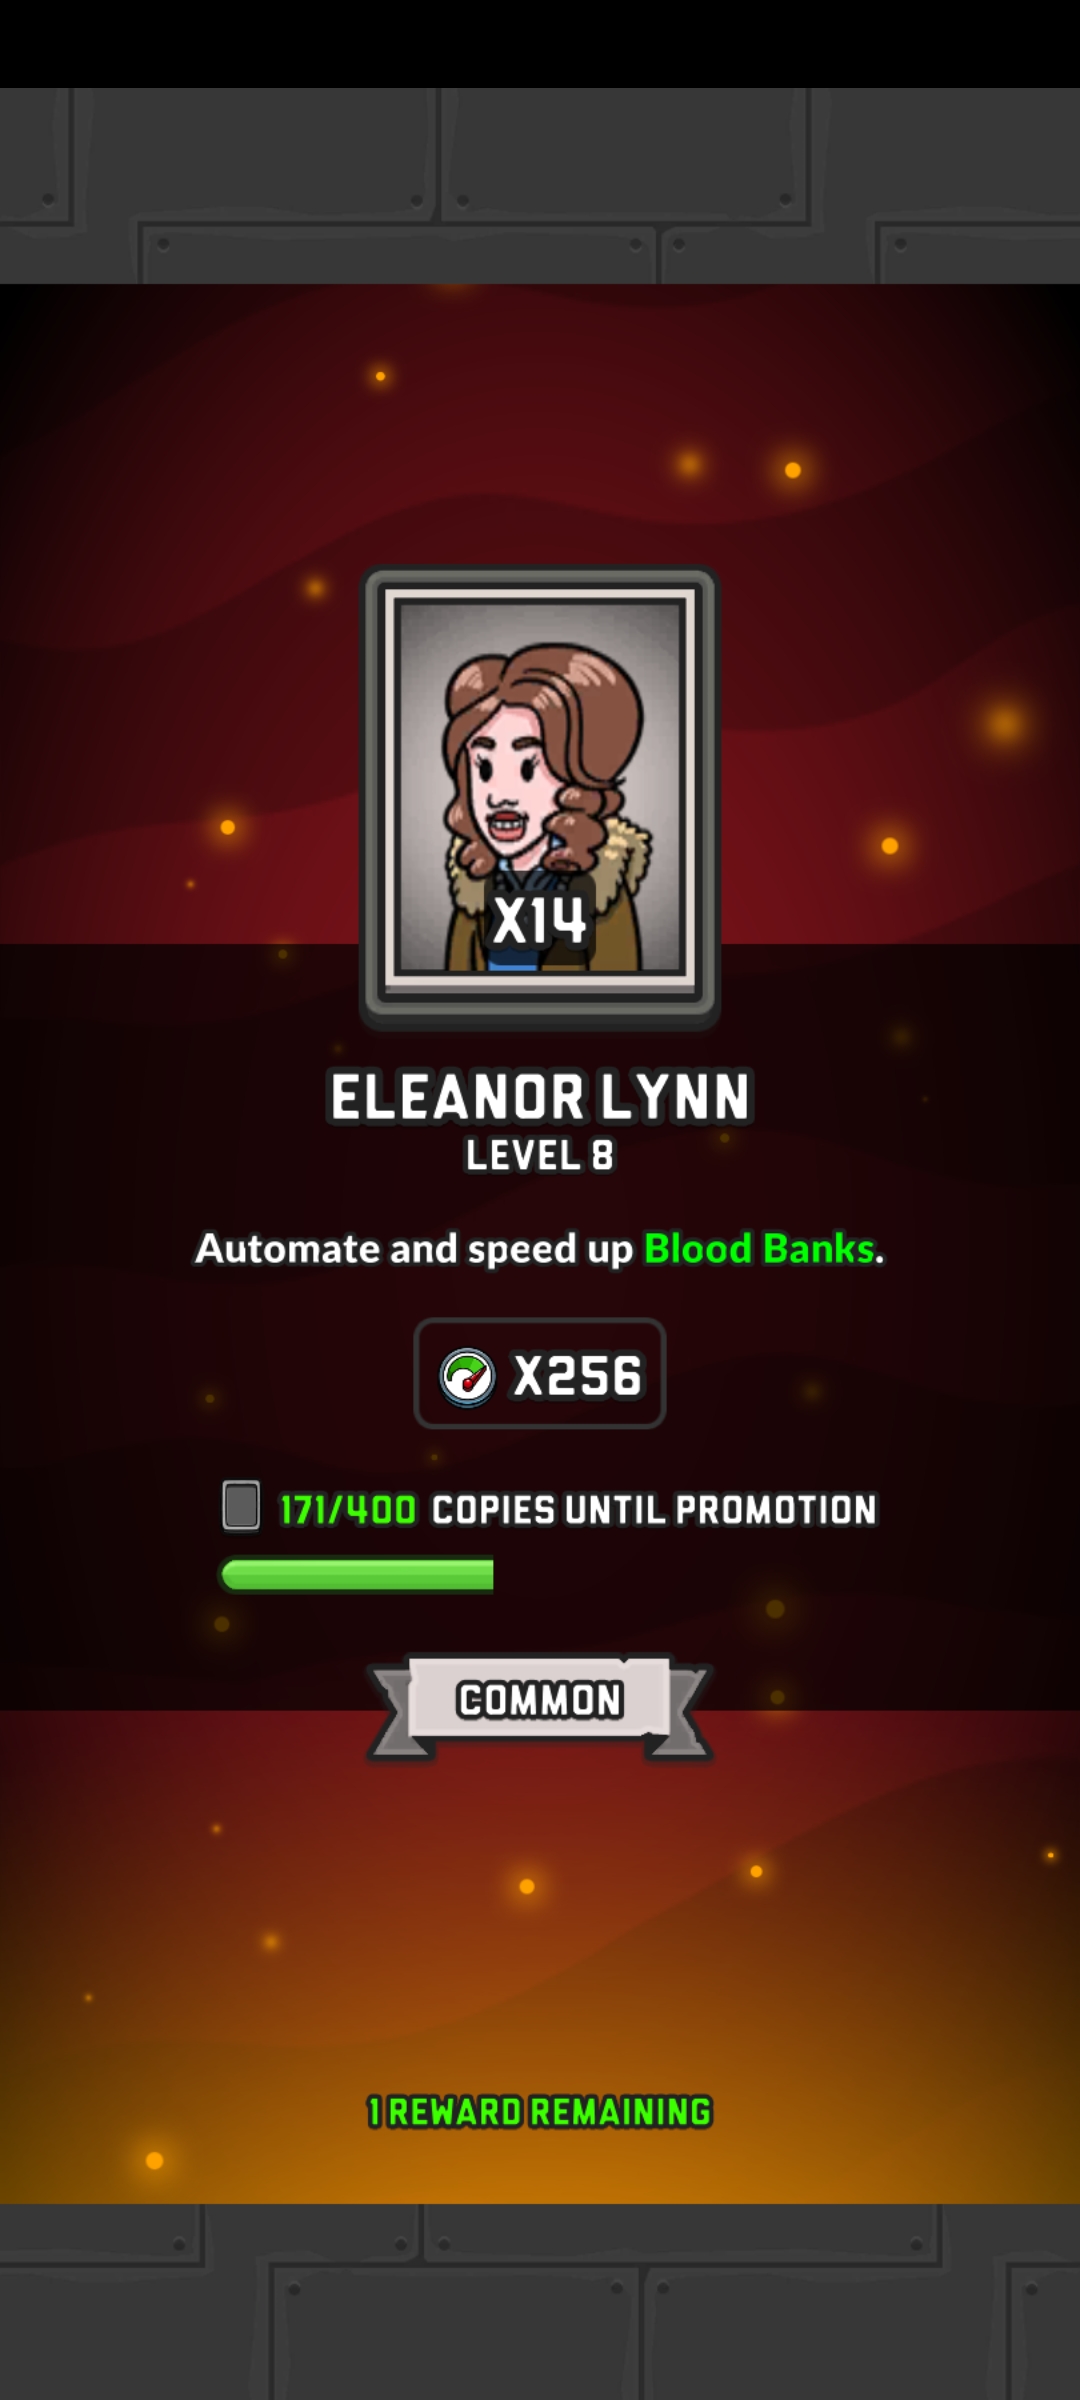 X14
ELEANOR LYNN
LEVEL 8
Automate and speed up Blood Banks.
X256
171/400 COPIES UNTIL PROMOTION
COMMON
1 REWARD REMAINING